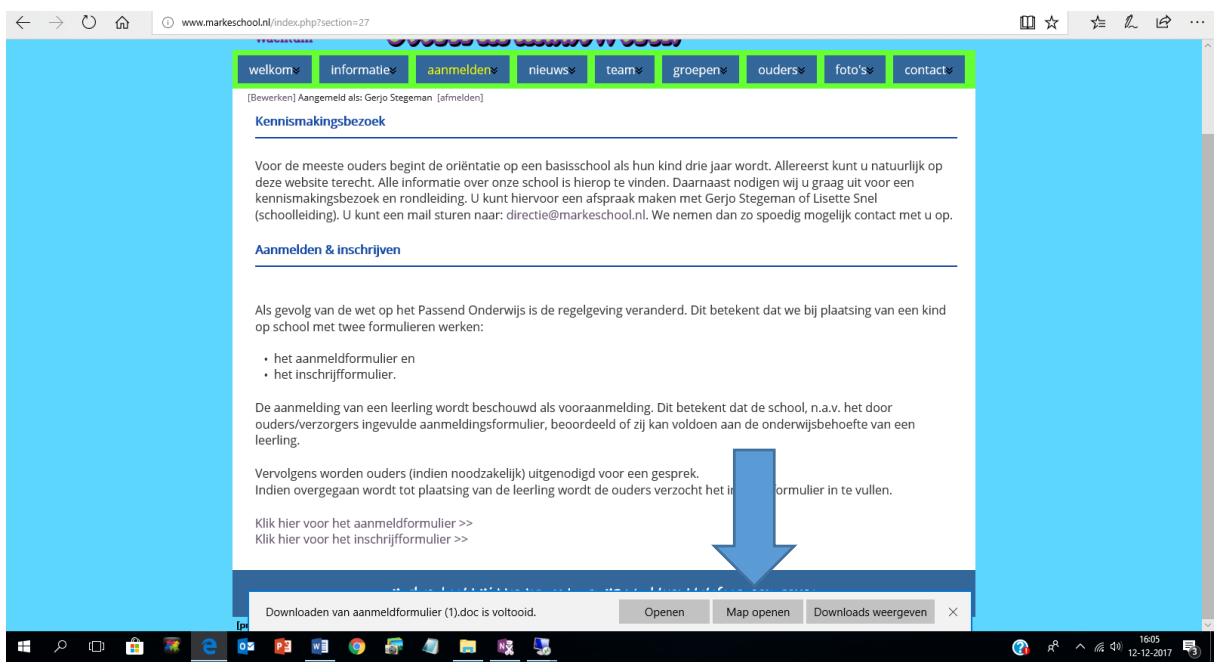 www.markeschool.nl/index.php?section=27
Wachtum
welkom informatie aanmelden nieuws team groepen ouders foto's contact
[Bewerken] Aangemeld als: Gerjo Stegeman [afmelden]
Kennismakingsbezoek
Voor de meeste ouders begint de oriëntatie op een basisschool als hun kind drie jaar wordt. Allereerst kunt u natuurlijk op
deze website terecht. Alle informatie over onze school is hierop te vinden. Daarnaast nodigen wij u graag uit voor een
kennismakingsbezoek en rondleiding. U kunt hiervoor een afspraak maken met Gerjo Stegeman of Lisette Snel
(schoolleiding). U kunt een mail sturen naar: directie@markeschool.nl. We nemen dan zo spoedig mogelijk contact met u op.
Aanmelden & inschrijven
Als gevolg van de wet op het Passend Onderwijs is de regelgeving veranderd. Dit betekent dat we bij plaatsing van een kind
op school met twee formulieren werken:
• het aanmeldformulier en
• het inschrijfformulier.
De aanmelding van een leerling wordt beschouwd als vooraanmelding. Dit betekent dat de school, n.a.v. het door
ouders/verzorgers ingevulde aanmeldingsformulier, beoordeeld of zij kan voldoen aan de onderwijsbehoefte van een
leerling.
Vervolgens worden ouders (indien noodzakelijk) uitgenodigd voor een gesprek.
Indien overgegaan wordt tot plaatsing van de leerling wordt de ouders verzocht het in formulier in te vullen.
Klik hier voor het aanmeldformulier >>
Klik hier voor het inschrijfformulier >>
Downloaden van aanmeldformulier (1).doc is voltooid. Openen Map openen Downloads weergeven
16:05
12-12-2017